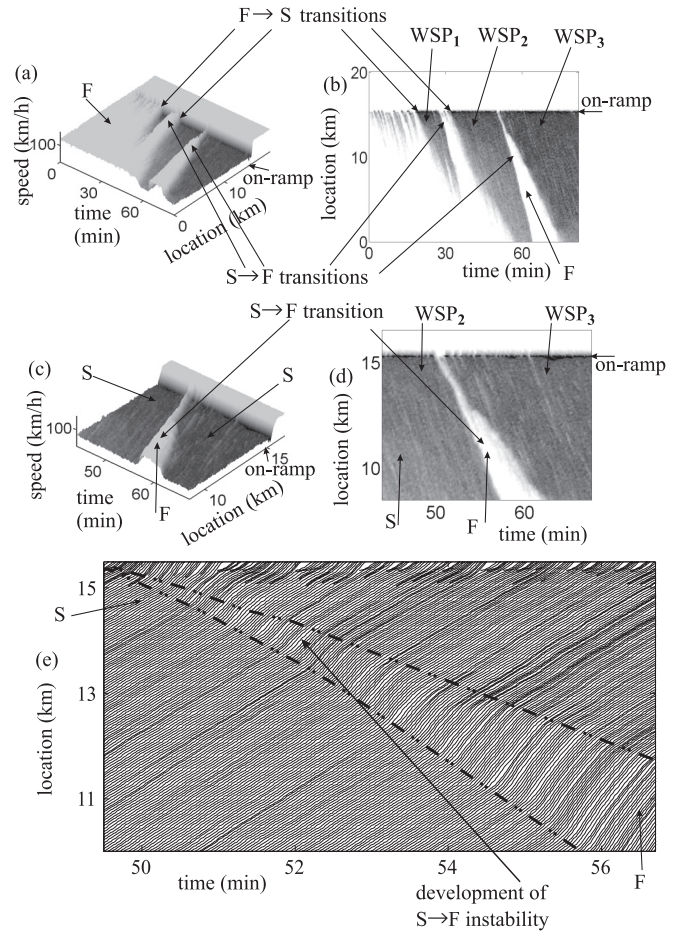 F→S transitions
WSP1 WSP2 WSP3
(a)
F
speed (km/h)
100
0
30
60
time
(min)
0
10
location (km)
on-ramp
(b)
20
10
0
location (km)
on-ramp
0 30 60
time (min)
F
S→F transitions
S→F transition
WSP2 WSP3
(c)
S
S
speed (km/h)
100
50
60
time
(min)
F
10
15
location (km)
on-ramp
(d)
15
10
location (km)
on-ramp
S
50
F
60
time (min)
(e)
S
15
13
11
location (km)
50 52 54 56
time (min)
F
development of
S→F instability